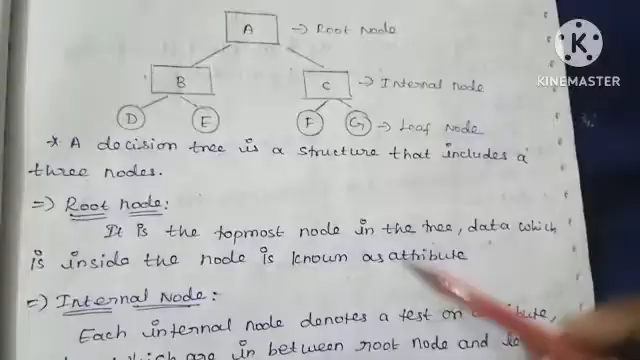 A → Root Node
B
C → Internal node
D E F G → Leaf Node
KINEMASTER
* A decision tree is a structure that includes a
three nodes.
⇒ Root node:
It is the topmost node in the tree, data which
is inside the node is known as attribute
⇒ Internal Node:
Each internal node denotes a test on
which are in between root node and